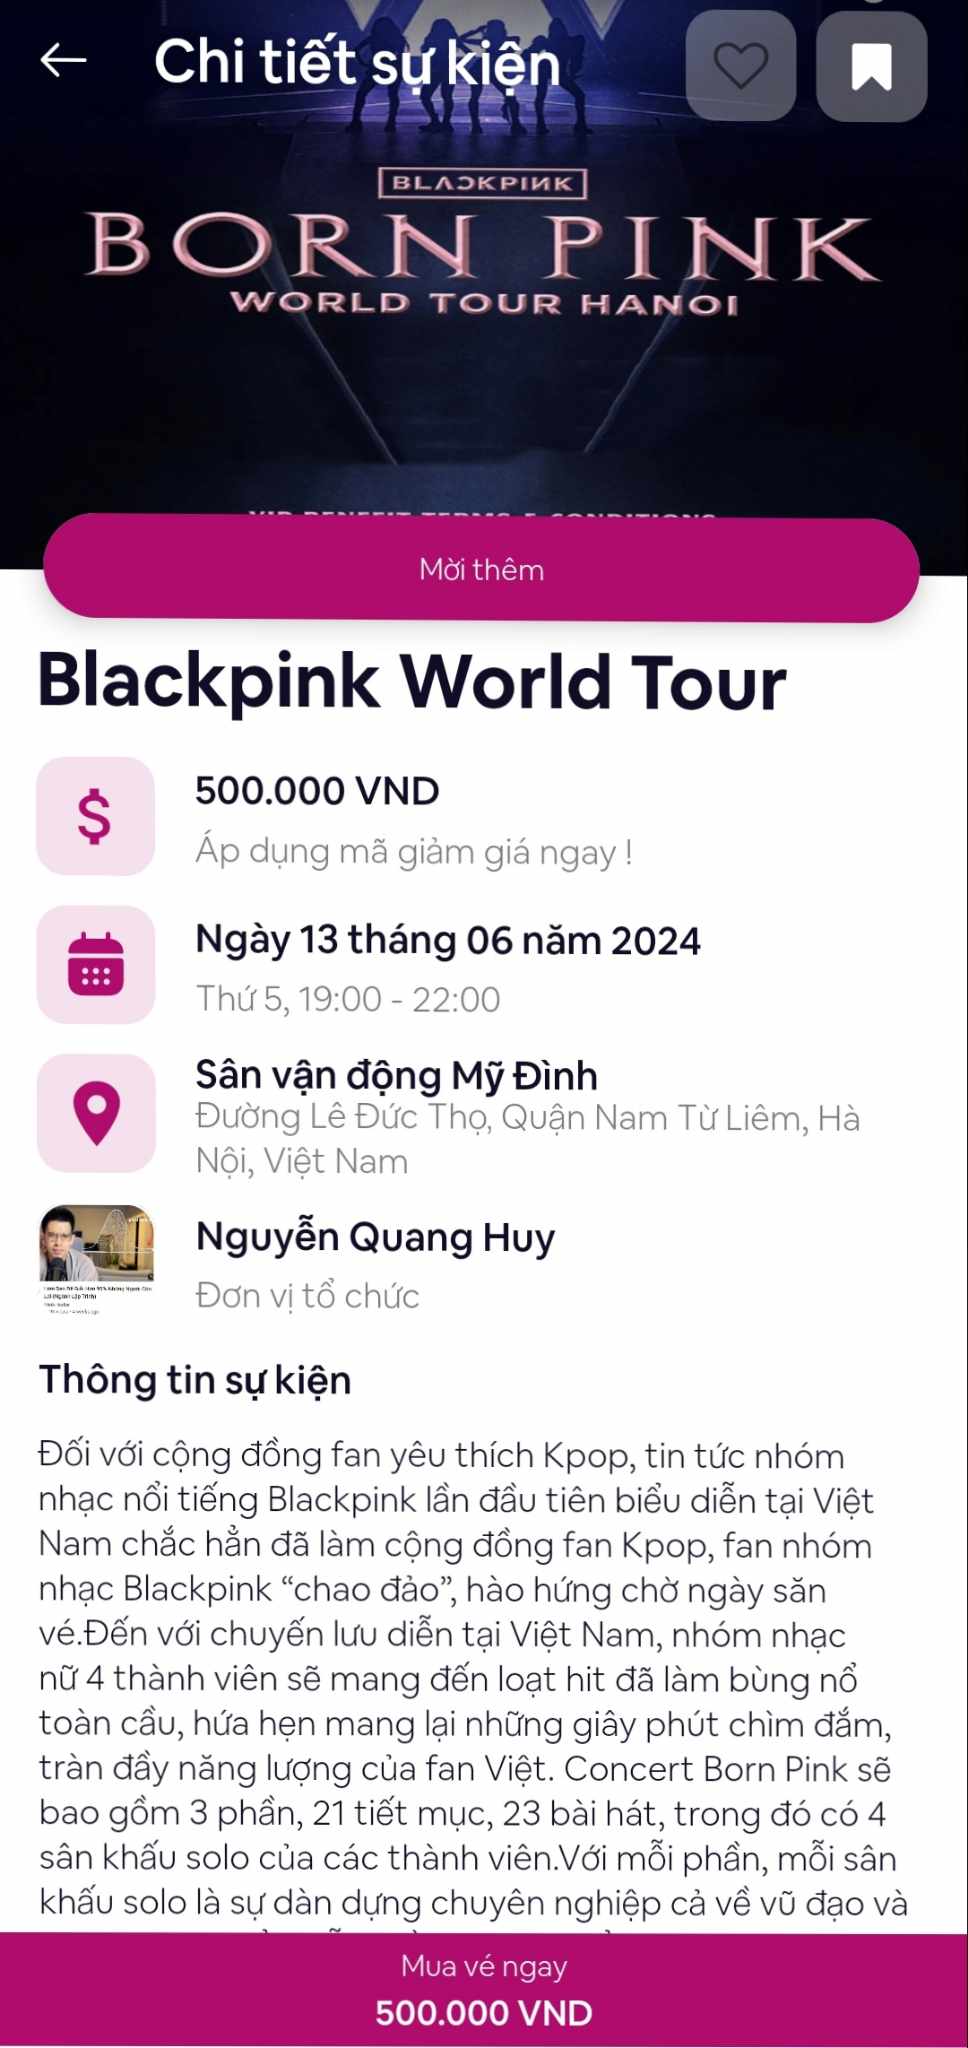 Chi tiết sự kiện
BLACKPINK
BORN PINK
WORLD TOUR HANOI
VIP BENEFIT TERMS & CONDITIONS
Mời thêm
Blackpink World Tour
500.000 VND
Áp dụng mã giảm giá ngay !
Ngày 13 tháng 06 năm 2024
Thứ 5, 19:00 - 22:00
Sân vận động Mỹ Đình
Đường Lê Đức Thọ, Quận Nam Từ Liêm, Hà
Nội, Việt Nam
Nguyễn Quang Huy
Đơn vị tổ chức
Thông tin sự kiện
Đối với cộng đồng fan yêu thích Kpop, tin tức nhóm
nhạc nổi tiếng Blackpink lần đầu tiên biểu diễn tại Việt
Nam chắc hẳn đã làm cộng đồng fan Kpop, fan nhóm
nhạc Blackpink “chao đảo”, hào hứng chờ ngày săn
vé.Đến với chuyến lưu diễn tại Việt Nam, nhóm nhạc
nữ 4 thành viên sẽ mang đến loạt hit đã làm bùng nổ
toàn cầu, hứa hẹn mang lại những giây phút chìm đắm,
tràn đầy năng lượng của fan Việt. Concert Born Pink sẽ
bao gồm 3 phần, 21 tiết mục, 23 bài hát, trong đó có 4
sân khấu solo của các thành viên.Với mỗi phần, mỗi sân
khấu solo là sự dàn dựng chuyên nghiệp cả về vũ đạo và
Mua vé ngay
500.000 VND